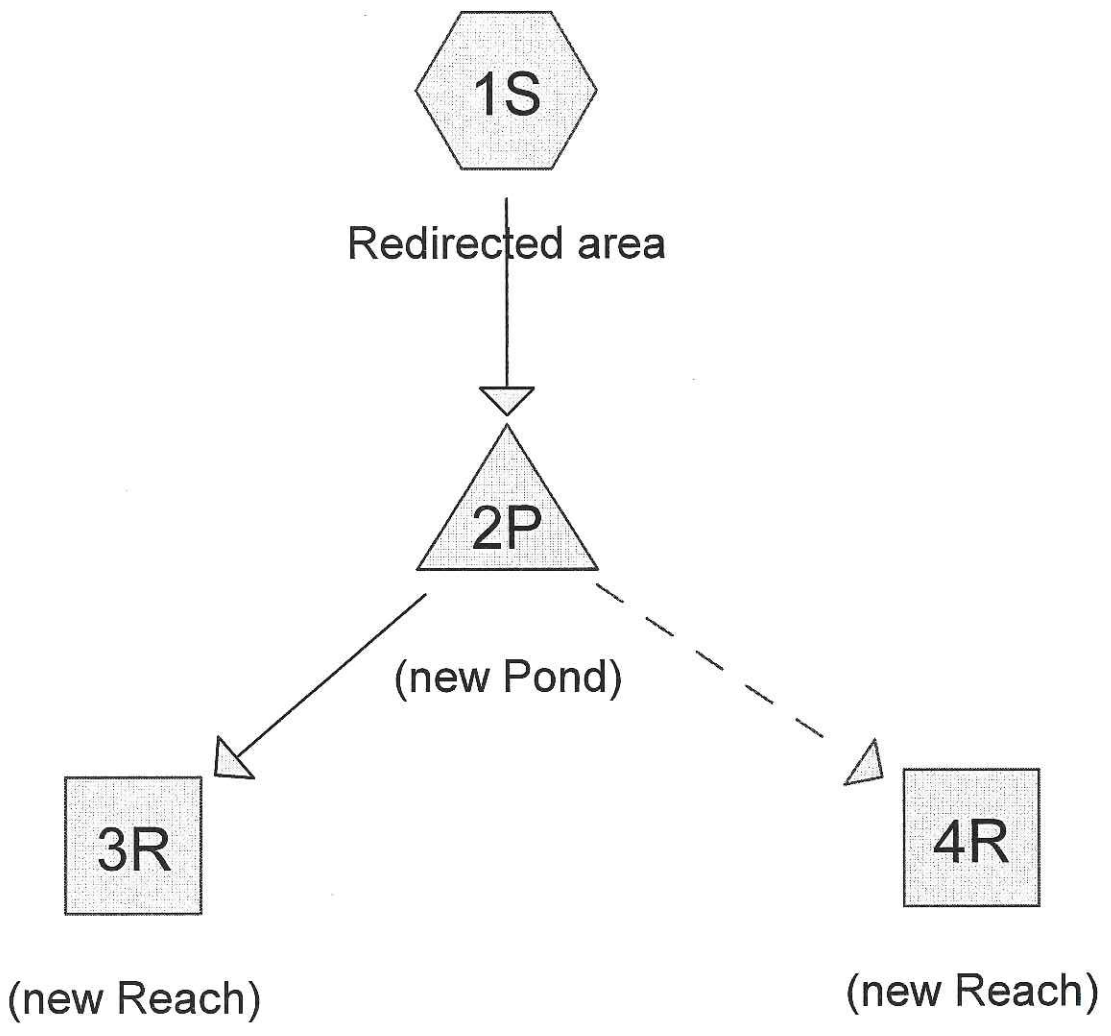 1S
Redirected area
2P
(new Pond)
3R
4R
(new Reach)
(new Reach)